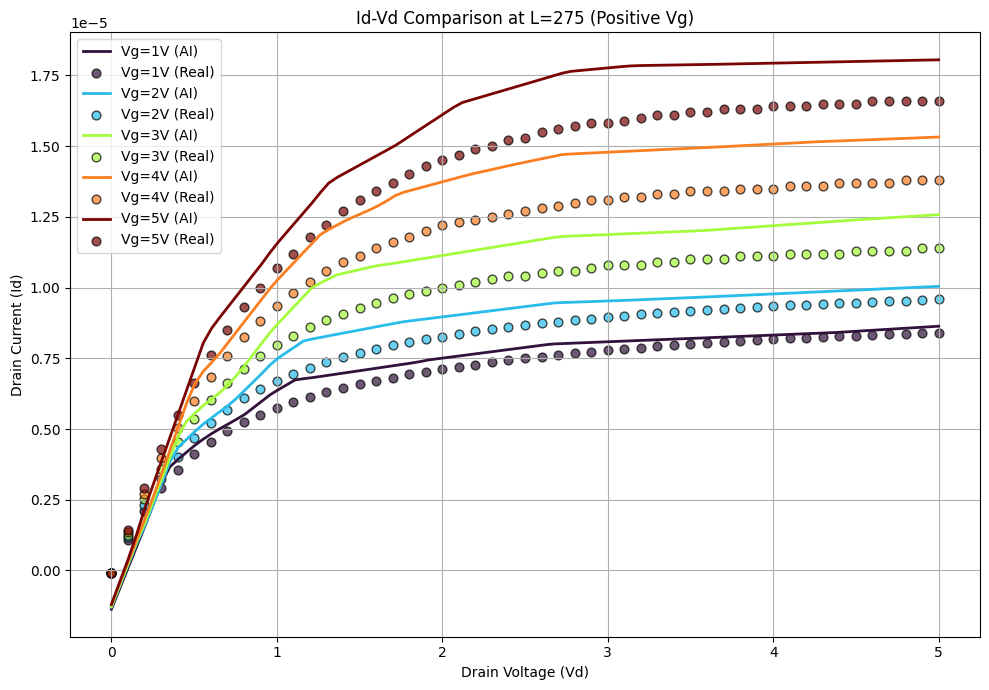 Id-Vd Comparison at L=275 (Positive Vg)
1e−5
Vg=1V (AI)
Vg=1V (Real)
Vg=2V (AI)
Vg=2V (Real)
Vg=3V (AI)
Vg=3V (Real)
Vg=4V (AI)
Vg=4V (Real)
Vg=5V (AI)
Vg=5V (Real)
1.75
1.50
1.25
1.00
0.75
0.50
0.25
0.00
Drain Current (Id)
0 1 2 3 4 5
Drain Voltage (Vd)